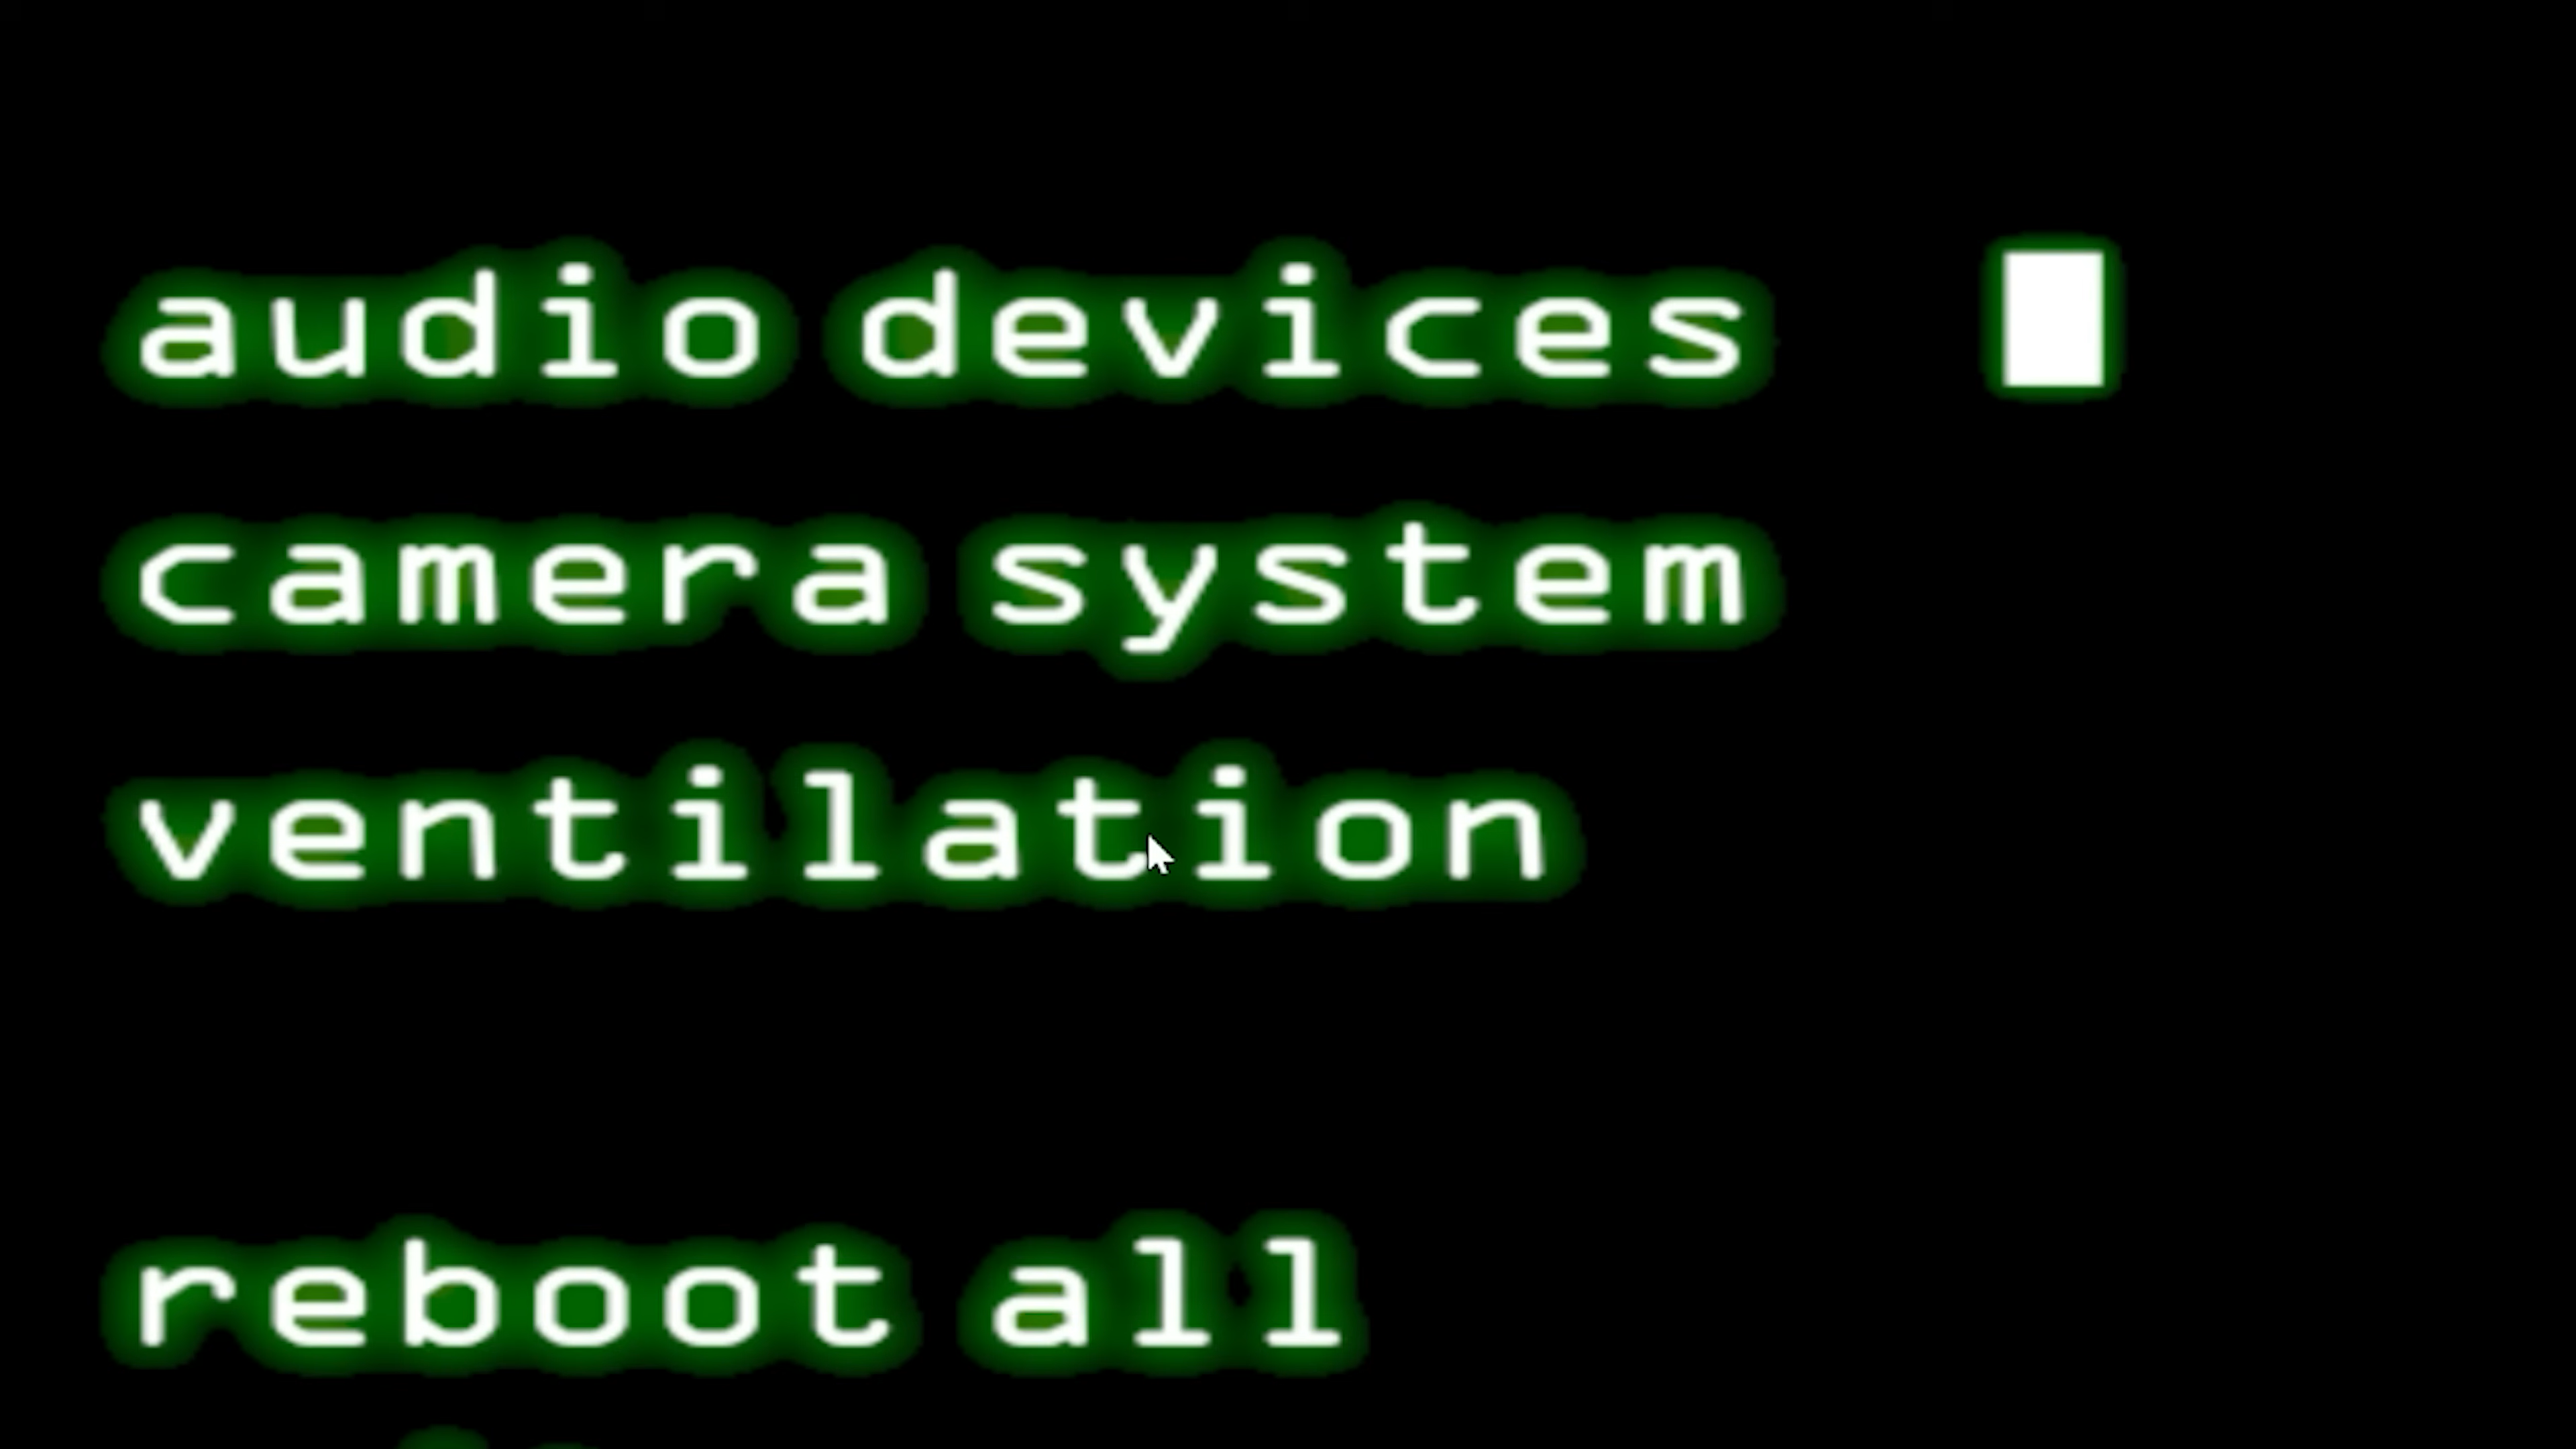 audio devices
camera system
ventilation
reboot all